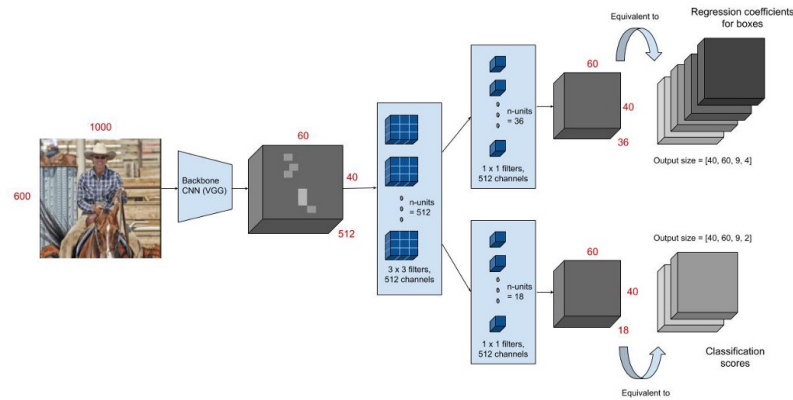 1000
600
Backbone
CNN (VGG)
60
40
512
n-units
= 512
3 x 3 filters,
512 channels
n-units
= 36
1 x 1 filters,
512 channels
60
40
36
Equivalent to
Regression coefficients
for boxes
Output size = [40, 60, 9, 4]
n-units
= 18
1 x 1 filters,
512 channels
60
40
18
Output size = [40, 60, 9, 2]
Classification
scores
Equivalent to